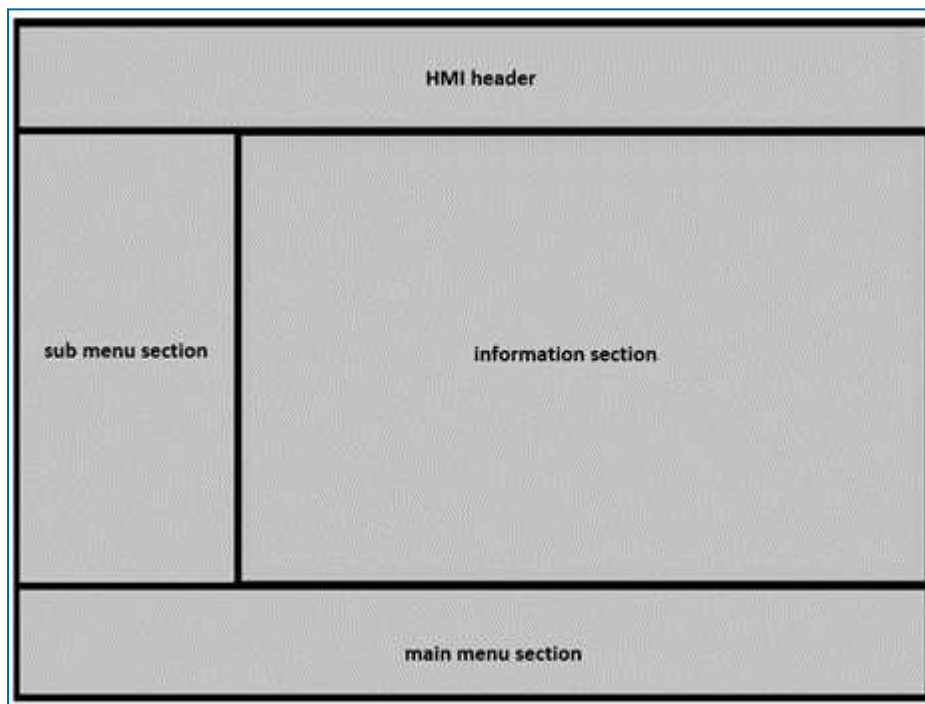 HMI header
sub menu section
information section
main menu section